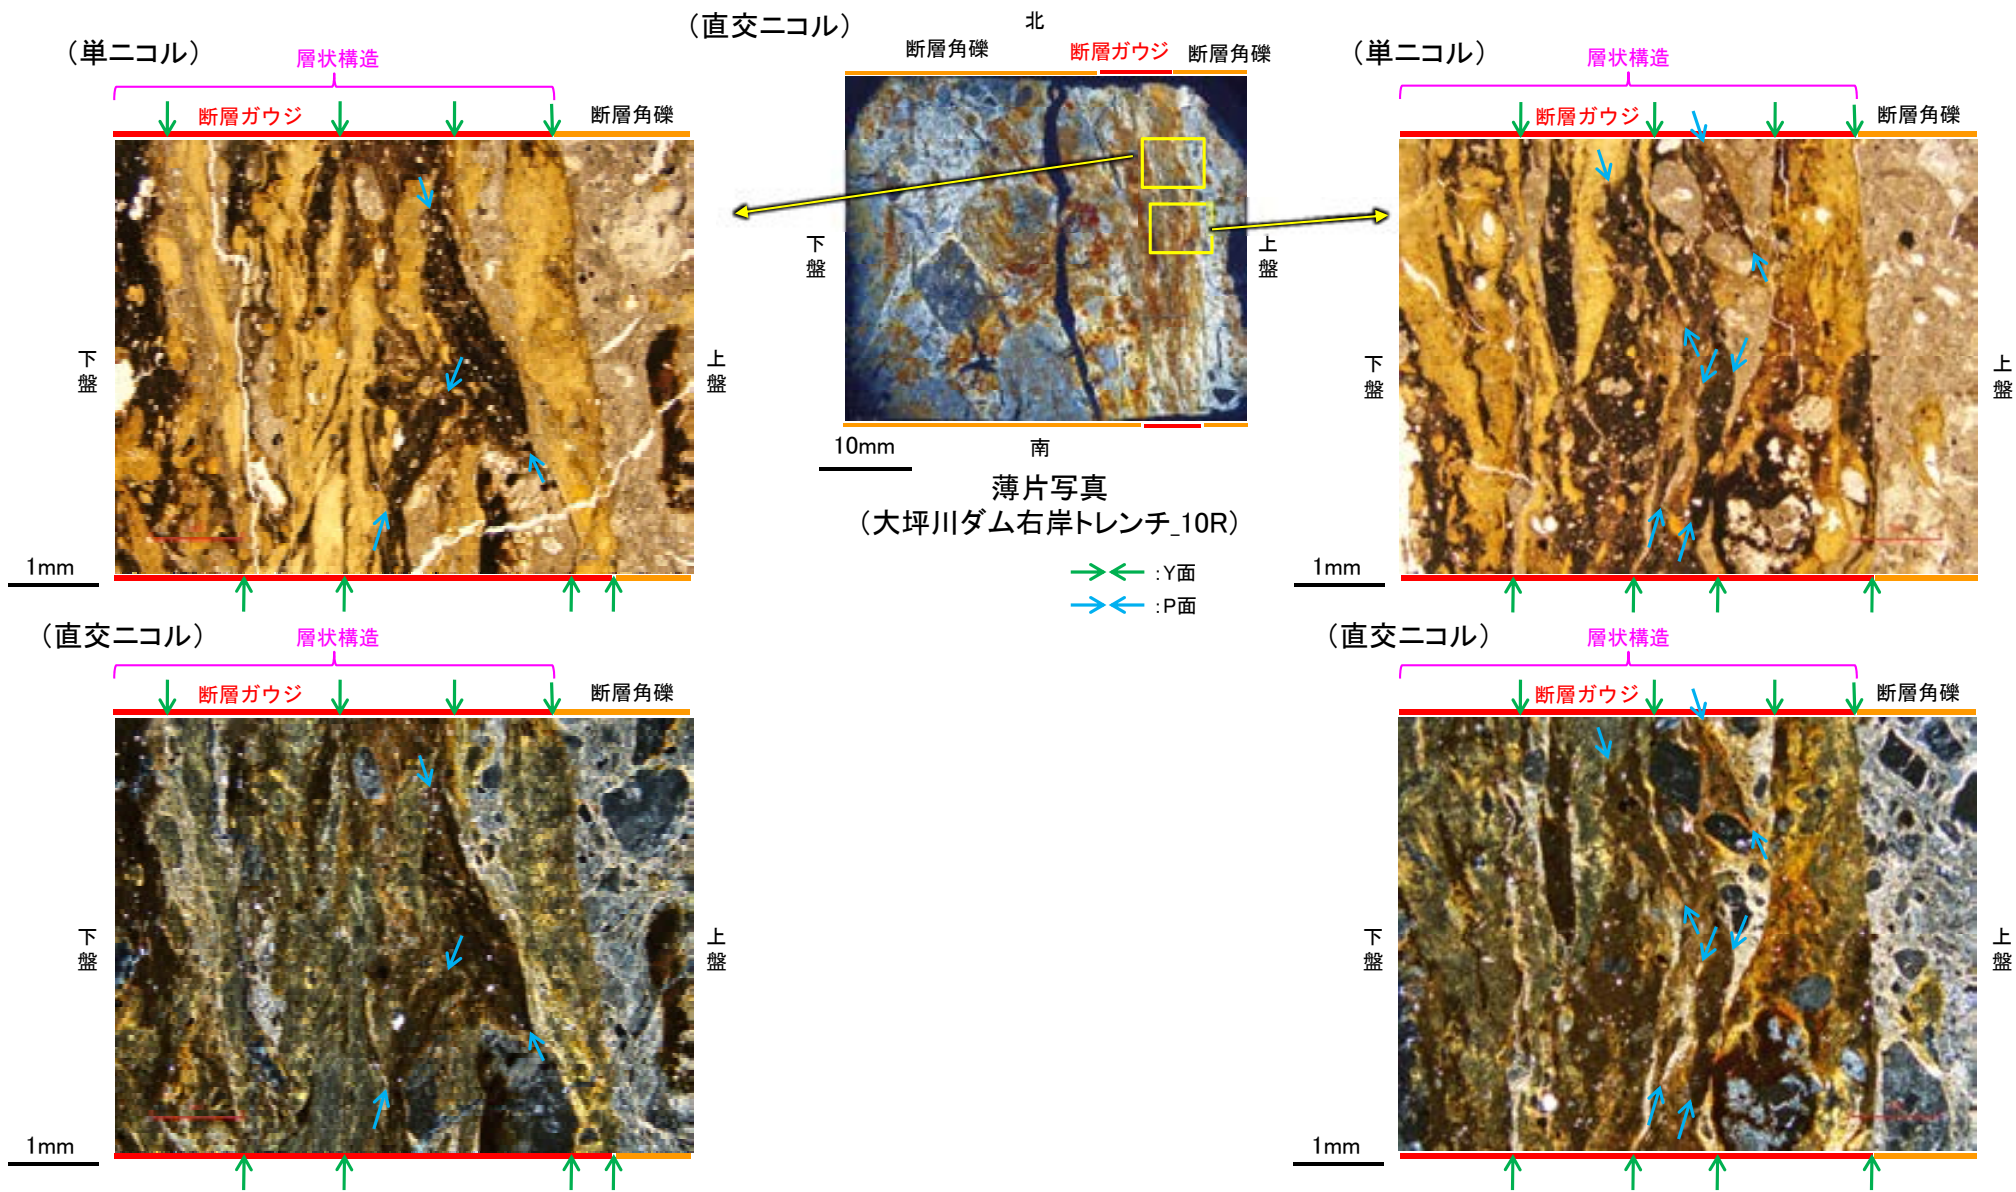 （単ニコル）
層状構造
断層ガウジ
断層角礫
下盤
上盤
1mm
（直交ニコル）
層状構造
断層ガウジ
断層角礫
下盤
上盤
1mm
（直交ニコル）
北
断層角礫
断層ガウジ
断層角礫
下盤
上盤
10mm
南
薄片写真
（大坪川ダム右岸トレンチ_10R）
：Y面
：P面
（単ニコル）
層状構造
断層ガウジ
断層角礫
下盤
上盤
1mm
（直交ニコル）
層状構造
断層ガウジ
断層角礫
下盤
上盤
1mm